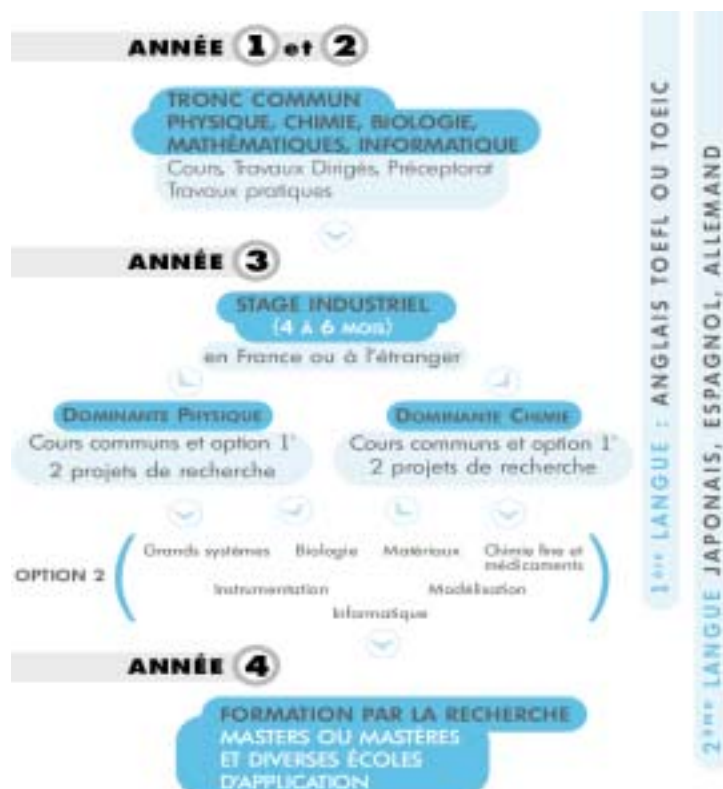 ANNÉE 1 et 2
TRONC COMMUN
PHYSIQUE, CHIMIE, BIOLOGIE,
MATHÉMATIQUES, INFORMATIQUE
Cours, Travaux Dirigés, Préceptorat
Travaux pratiques
ANNÉE 3
STAGE INDUSTRIEL
(4 À 6 MOIS)
en France ou à l'étranger
DOMINANTE PHYSIQUE
Cours communs et option 1*
2 projets de recherche
DOMINANTE CHIMIE
Cours communs et option 1*
2 projets de recherche
OPTION 2
Grands systèmes Biologie Matériaux Chimie fine et
médicaments
Instrumentation Modélisation
Informatique
ANNÉE 4
FORMATION PAR LA RECHERCHE
MASTERS OU MASTÈRES
ET DIVERSES ÉCOLES
D'APPLICATION
1ère LANGUE : ANGLAIS TOEFL OU TOEIC
2ème LANGUE JAPONAIS, ESPAGNOL, ALLEMAND